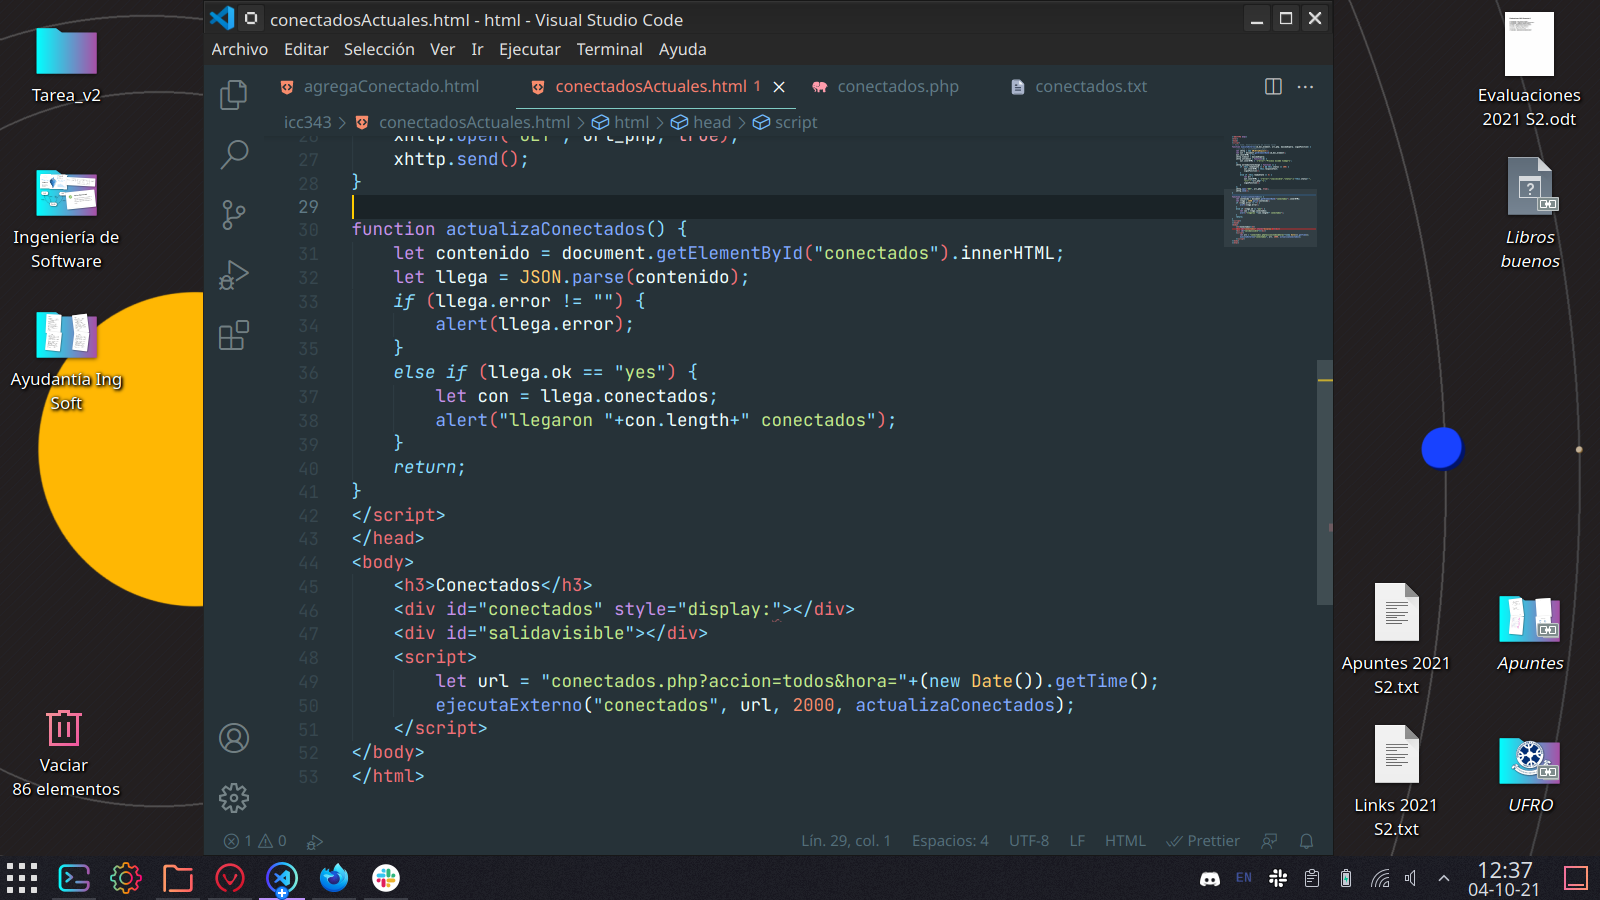 conectadosActuales.html - html - Visual Studio Code
Archivo Editar Selección Ver Ir Ejecutar Terminal Ayuda
agregaConectado.html conectadosActuales.html 1 conectados.php conectados.txt
icc343 > conectadosActuales.html > html > head > script
26 xhttp.open("GET", url_php, true);
27 xhttp.send();
28 }
29
30 function actualizaConectados() {
31 let contenido = document.getElementById("conectados").innerHTML;
32 let llega = JSON.parse(contenido);
33 if (llega.error != "") {
34 alert(llega.error);
35 }
36 else if (llega.ok == "yes") {
37 let con = llega.conectados;
38 alert("llegaron "+con.length+" conectados");
39 }
40 return;
41 }
42 </script>
43 </head>
44 <body>
45 <h3>Conectados</h3>
46 <div id="conectados" style="display:"></div>
47 <div id="salidavisible"></div>
48 <script>
49 let url = "conectados.php?accion=todos&hora="+(new Date()).getTime();
50 ejecutaExterno("conectados", url, 2000, actualizaConectados);
51 </script>
52 </body>
53 </html>
1 0 Lín. 29, col. 1 Espacios: 4 UTF-8 LF HTML Prettier
Tarea_v2
Ingeniería de
Software
Ayudantía Ing
Soft
Vaciar
86 elementos
Evaluaciones
2021 S2.odt
Libros
buenos
Apuntes 2021
S2.txt
Apuntes
Links 2021
S2.txt
UFRO
EN
12:37
04-10-21